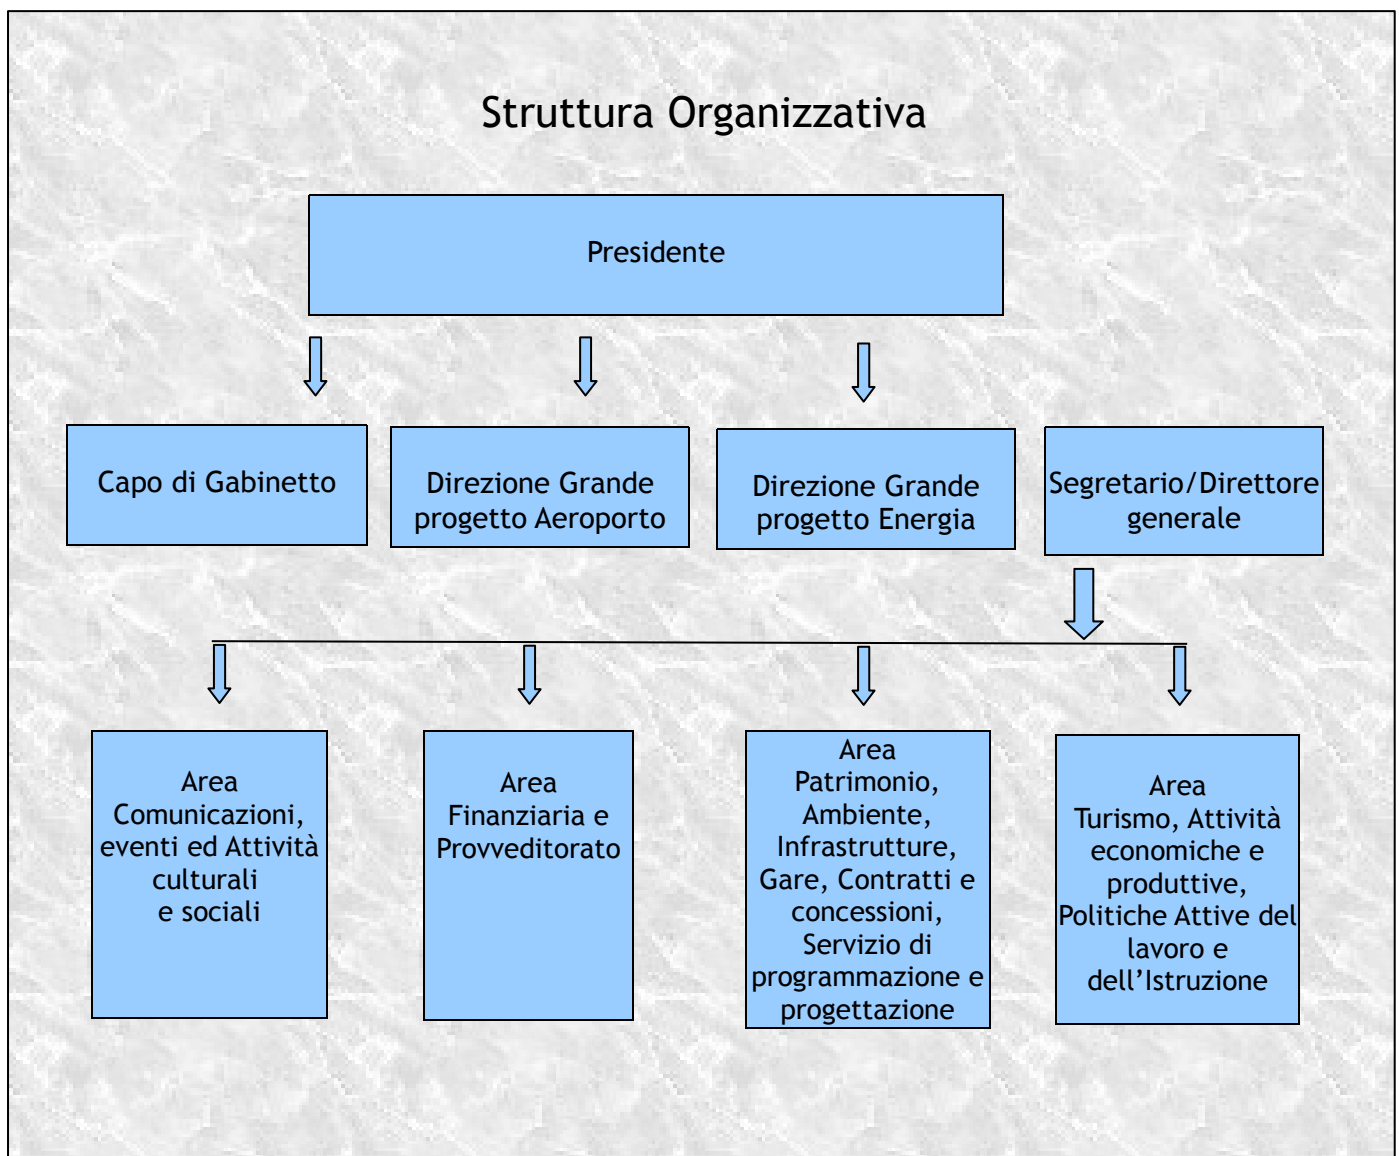 Struttura Organizzativa
Presidente
Capo di Gabinetto
Direzione Grande
progetto Aeroporto
Direzione Grande
progetto Energia
Segretario/Direttore
generale
Area
Comunicazioni,
eventi ed Attività
culturali
e sociali
Area
Finanziaria e
Provveditorato
Area
Patrimonio,
Ambiente,
Infrastrutture,
Gare, Contratti e
concessioni,
Servizio di
programmazione e
progettazione
Area
Turismo, Attività
economiche e
produttive,
Politiche Attive del
lavoro e
dell’Istruzione